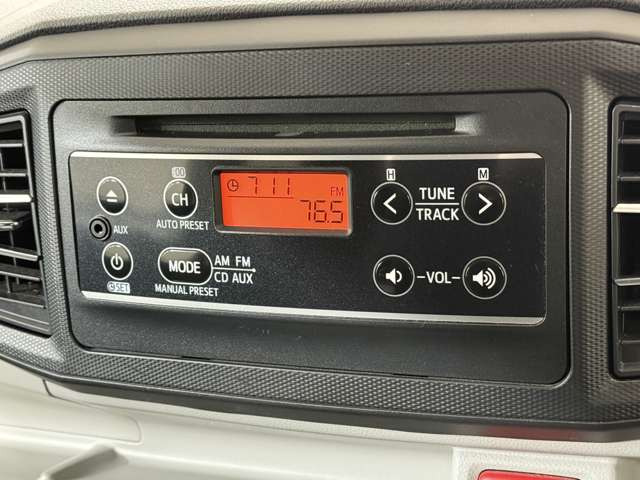 CH
AUTO PRESET
AUX
SET
MODE
MANUAL PRESET
AM FM
CD AUX
7:11
FM
76.5
H
M
TUNE
TRACK
-VOL-